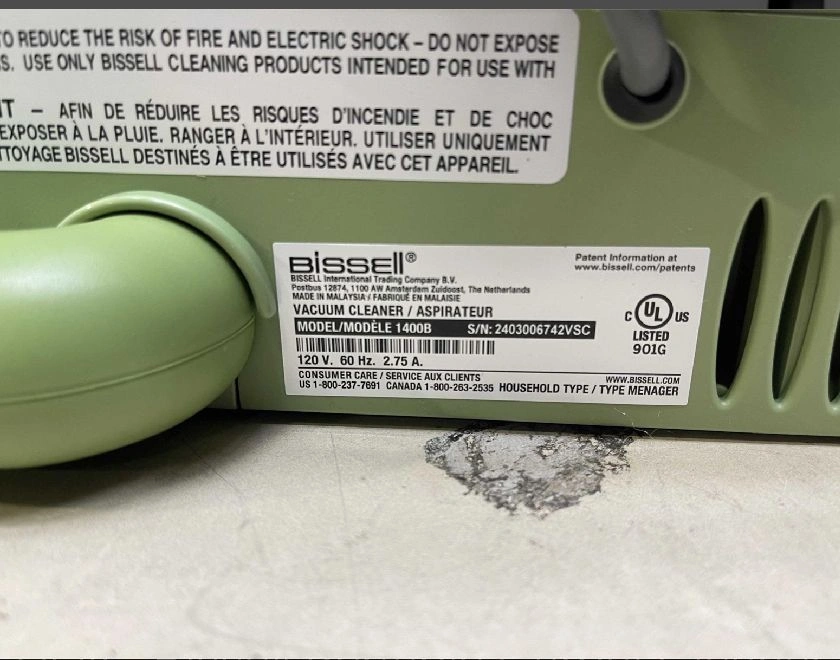 TO REDUCE THE RISK OF FIRE AND ELECTRIC SHOCK – DO NOT EXPOSE
S. USE ONLY BISSELL CLEANING PRODUCTS INTENDED FOR USE WITH
NT – AFIN DE RÉDUIRE LES RISQUES D'INCENDIE ET DE CHOC
EXPOSER À LA PLUIE. RANGER À L'INTÉRIEUR. UTILISER UNIQUEMENT
TTOYAGE BISSELL DESTINÉS À ÊTRE UTILISÉS AVEC CET APPAREIL.
BISSELL®
Patent Information at
www.bissell.com/patents
BISSELL International Trading Company B.V.
Postbus 12874, 1100 AW Amsterdam Zuidoost, The Netherlands
MADE IN MALAYSIA / FABRIQUÉ EN MALAISIE
VACUUM CLEANER / ASPIRATEUR
MODEL/MODÈLE 1400B S/N: 2403006742VSC
C UL US
LISTED
901G
120 V. 60 Hz. 2.75 A.
CONSUMER CARE / SERVICE AUX CLIENTS
WWW.BISSELL.COM
US 1-800-237-7691 CANADA 1-800-263-2535 HOUSEHOLD TYPE / TYPE MENAGER